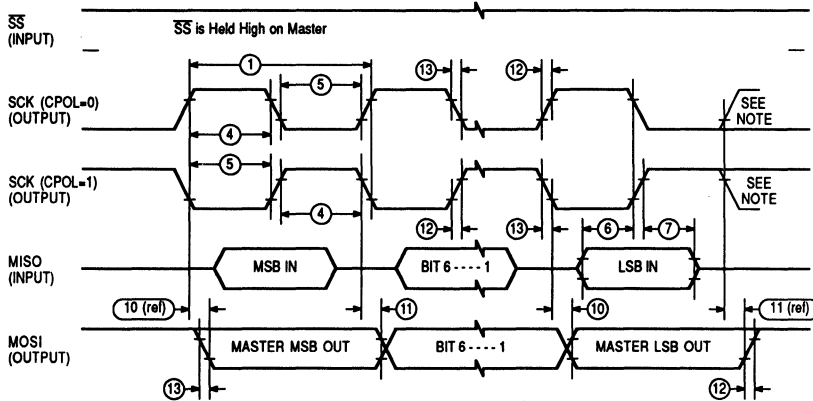 SS
(INPUT)
SS is Held High on Master
1
5
13
12
SCK (CPOL=0)
(OUTPUT)
4
SEE
NOTE
5
SCK (CPOL=1)
(OUTPUT)
4
12
13
6
7
SEE
NOTE
MISO
(INPUT)
MSB IN
BIT 6 - - - - 1
LSB IN
10 (ref)
11
10
11 (ref)
MOSI
(OUTPUT)
MASTER MSB OUT
BIT 6 - - - - 1
MASTER LSB OUT
13
12